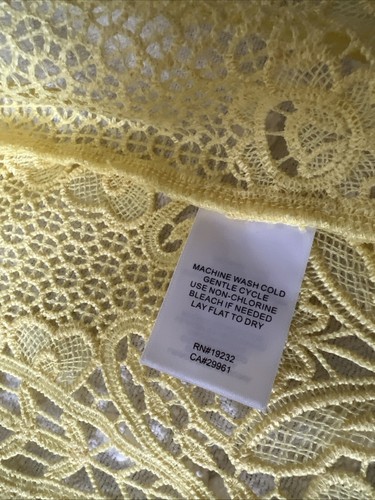 MACHINE WASH COLD
GENTLE CYCLE
USE NON-CHLORINE
BLEACH IF NEEDED
LAY FLAT TO DRY
RN#19232
CA#29961